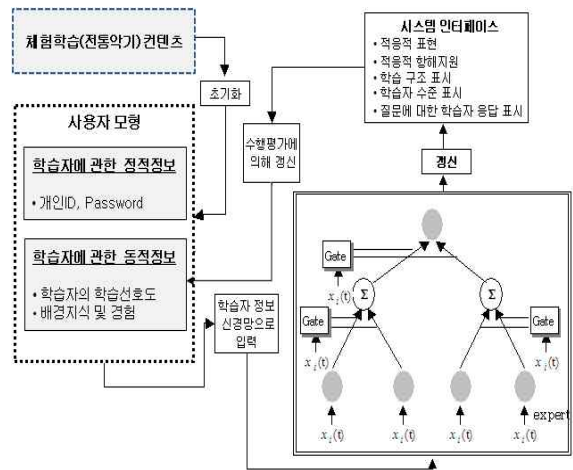 체험학습(전통악기) 컨텐츠
초기화
사용자 모형
학습자에 관한 정적정보
• 개인ID, Password
학습자에 관한 동적정보
• 학습자의 학습선호도
• 배경지식 및 경험
수행평가에
의해 갱신
학습자 정보
신경망으로
입력
시스템 인터페이스
• 적응적 표현
• 적응적 항해지원
• 학습 구조 표시
• 학습자 수준 표시
• 질문에 대한 학습자 응답 표시
갱신
Gate
x_i(t)
Σ
Σ
Gate
Gate
x_i(t)
x_i(t)
expert
x_i(t)
x_i(t)
x_i(t)
x_i(t)